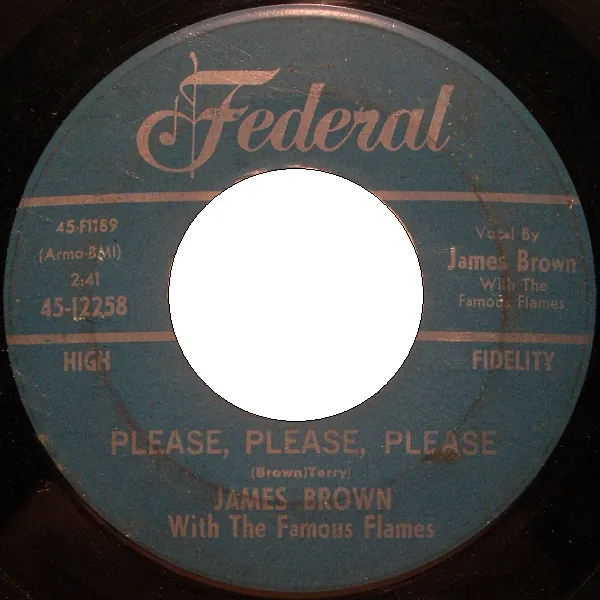 Federal
45-F1189
(Armo-BMI)
2:41
45-12258
Vocal By
James Brown
With The
Famous Flames
HIGH FIDELITY
PLEASE, PLEASE, PLEASE
(Brown)Terry)
JAMES BROWN
With The Famous Flames